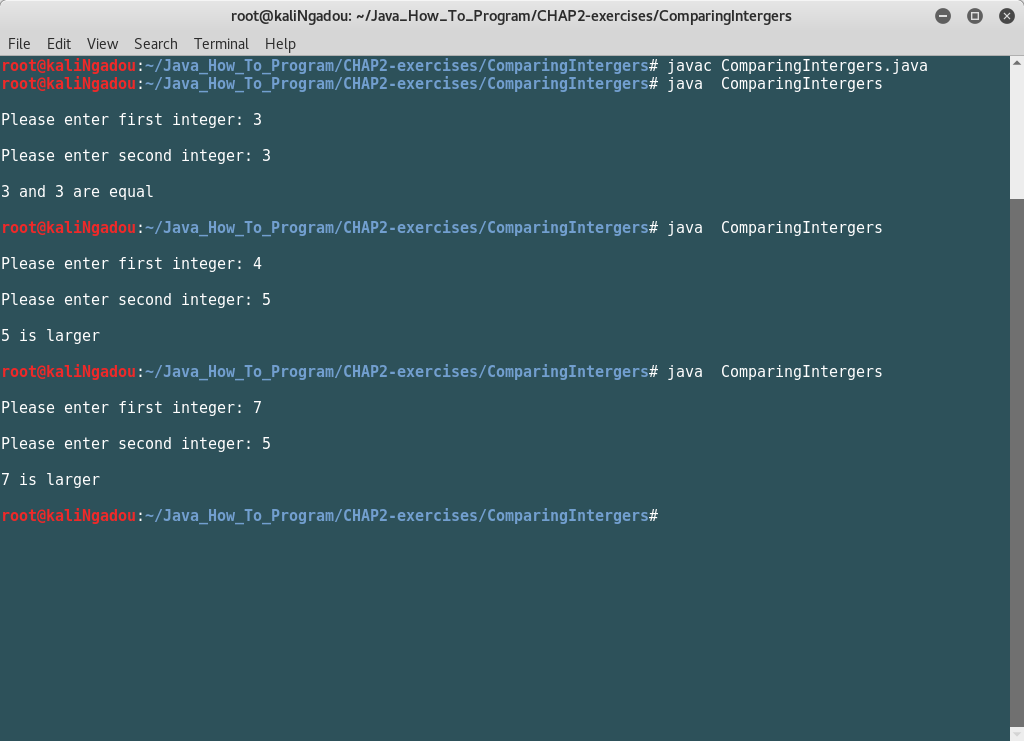 root@kaliNgadou: ~/Java_How_To_Program/CHAP2-exercises/ComparingIntergers
File Edit View Search Terminal Help
root@kaliNgadou:~/Java_How_To_Program/CHAP2-exercises/ComparingIntergers# javac ComparingIntergers.java
root@kaliNgadou:~/Java_How_To_Program/CHAP2-exercises/ComparingIntergers# java  ComparingIntergers
Please enter first integer: 3
Please enter second integer: 3
3 and 3 are equal
root@kaliNgadou:~/Java_How_To_Program/CHAP2-exercises/ComparingIntergers# java  ComparingIntergers
Please enter first integer: 4
Please enter second integer: 5
5 is larger
root@kaliNgadou:~/Java_How_To_Program/CHAP2-exercises/ComparingIntergers# java  ComparingIntergers
Please enter first integer: 7
Please enter second integer: 5
7 is larger
root@kaliNgadou:~/Java_How_To_Program/CHAP2-exercises/ComparingIntergers#